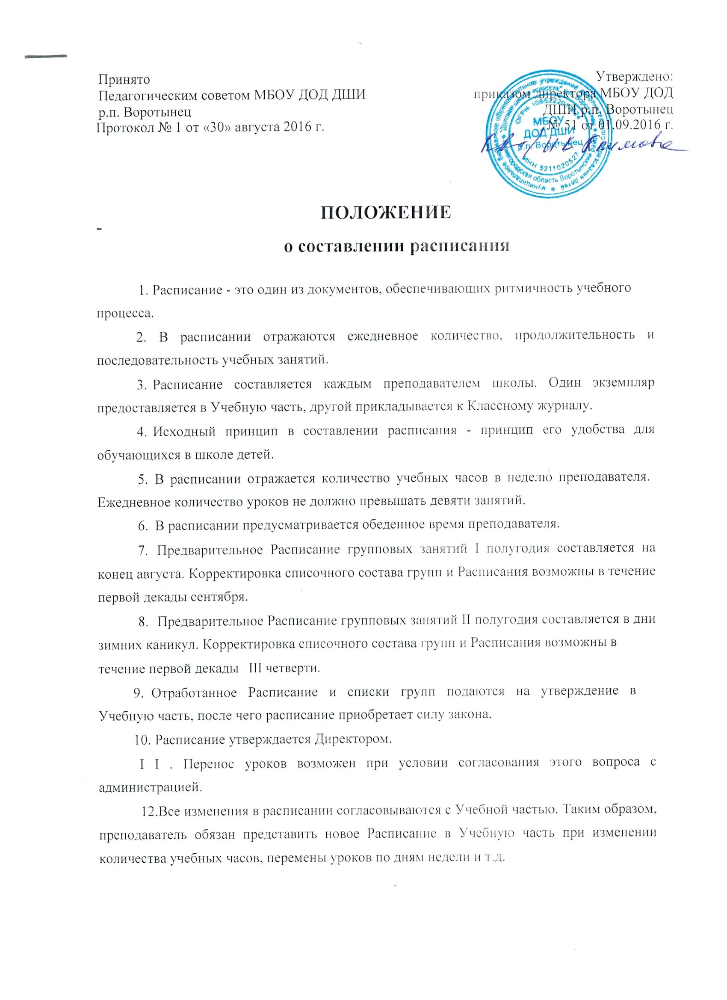 Принято
Педагогическим советом МБОУ ДОД ДШИ
р.п. Воротынец
Протокол № 1 от «30» августа 2016 г.
Утверждено:
приказом директора МБОУ ДОД
ДШИ р.п. Воротынец
№ 51 от 01.09.2016 г.
МБОУ
ДОД ДШИ
р.п. Воротынец
ИНН 5211020527
Нижегородская область Воротынский
ПОЛОЖЕНИЕ
-
о составлении расписания
1. Расписание - это один из документов, обеспечивающих ритмичность учебного
процесса.
2. В расписании отражаются ежедневное количество, продолжительность и
последовательность учебных занятий.
3. Расписание составляется каждым преподавателем школы. Один экземпляр
предоставляется в Учебную часть, другой прикладывается к Классному журналу.
4. Исходный принцип в составлении расписания - принцип его удобства для
обучающихся в школе детей.
5. В расписании отражается количество учебных часов в неделю преподавателя.
Ежедневное количество уроков не должно превышать девяти занятий.
6. В расписании предусматривается обеденное время преподавателя.
7. Предварительное Расписание групповых занятий I полугодия составляется на
конец августа. Корректировка списочного состава групп и Расписания возможны в течение
первой декады сентября.
8. Предварительное Расписание групповых занятий II полугодия составляется в дни
зимних каникул. Корректировка списочного состава групп и Расписания возможны в
течение первой декады III четверти.
9. Отработанное Расписание и списки групп подаются на утверждение в
Учебную часть, после чего расписание приобретает силу закона.
10. Расписание утверждается Директором.
I I . Перенос уроков возможен при условии согласования этого вопроса с
администрацией.
12.Все изменения в расписании согласовываются с Учебной частью. Таким образом,
преподаватель обязан представить новое Расписание в Учебную часть при изменении
количества учебных часов, перемены уроков по дням недели и т.д.